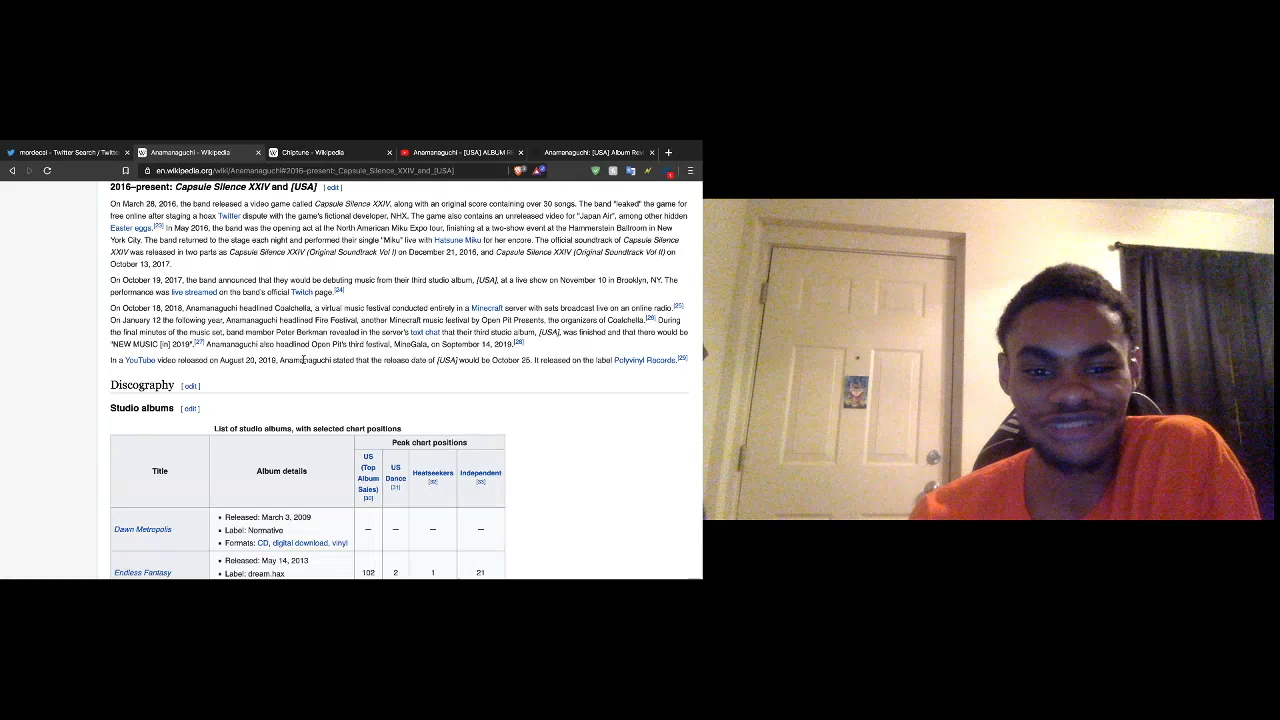 mordecai - Twitter Search / Twitte
Anamanaguchi - Wikipedia
Chiptune - Wikipedia
Anamanaguchi - [USA] ALBUM R
Anamanaguchi: [USA] Album Revi
en.wikipedia.org/wiki/Anamanaguchi#2016–present:_Capsule_Silence_XXIV_and_[USA]
2016–present: Capsule Silence XXIV and [USA] [ edit ]
On March 28, 2016, the band released a video game called Capsule Silence XXIV, along with an original score containing over 30 songs. The band "leaked" the game for
free online after staging a hoax Twitter dispute with the game's fictional developer, NHX. The game also contains an unreleased video for "Japan Air", among other hidden
Easter eggs.[23] In May 2016, the band was the opening act at the North American Miku Expo tour, finishing at a two-show event at the Hammerstein Ballroom in New
York City. The band returned to the stage each night and performed their single "Miku" live with Hatsune Miku for her encore. The official soundtrack of Capsule Silence
XXIV was released in two parts as Capsule Silence XXIV (Original Soundtrack Vol I) on December 21, 2016, and Capsule Silence XXIV (Original Soundtrack Vol II) on
October 13, 2017.
On October 19, 2017, the band announced that they would be debuting music from their third studio album, [USA], at a live show on November 10 in Brooklyn, NY. The
performance was live streamed on the band's official Twitch page.[24]
On October 18, 2018, Anamanaguchi headlined Coalchella, a virtual music festival conducted entirely in a Minecraft server with sets broadcast live on an online radio.[25]
On January 12 the following year, Anamanaguchi headlined Fire Festival, another Minecraft music festival by Open Pit Presents, the organizers of Coalchella.[26] During
the final minutes of the music set, band member Peter Berkman revealed in the server's text chat that their third studio album, [USA], was finished and that there would be
"NEW MUSIC [in] 2019".[27] Anamanaguchi also headlined Open Pit's third festival, MinoGala, on September 14, 2019.[28]
In a YouTube video released on August 20, 2019, Anamanaguchi stated that the release date of [USA] would be October 25. It released on the label Polyvinyl Records.[29]
Discography [ edit ]
Studio albums [ edit ]
List of studio albums, with selected chart positions
Title
Album details
Peak chart positions
US (Top Album Sales) [30]
US Dance [31]
Heatseekers [32]
Independent [33]
Dawn Metropolis
• Released: March 3, 2009
• Label: Normative
• Formats: CD, digital download, vinyl
— — — —
Endless Fantasy
• Released: May 14, 2013
• Label: dream.hax
102 2 1 21